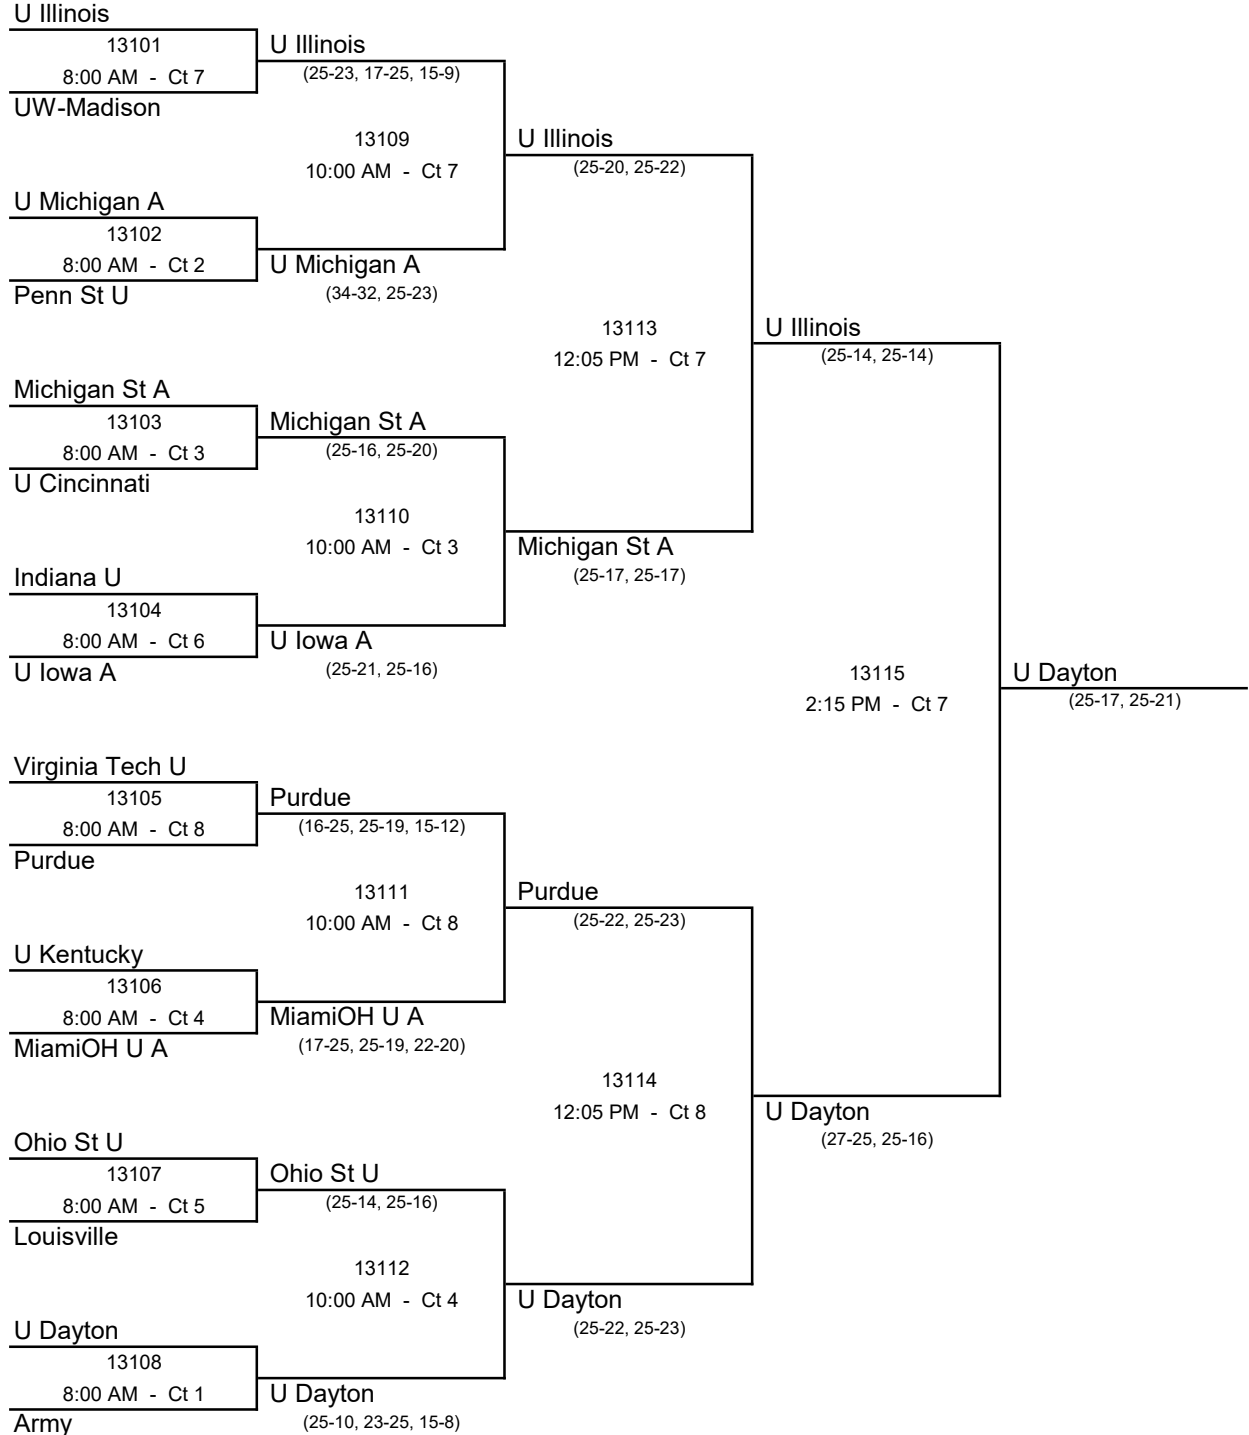 U Illinois
13101
8:00 AM - Ct 7
UW-Madison
U Illinois
(25-23, 17-25, 15-9)
13109
10:00 AM - Ct 7
U Michigan A
13102
8:00 AM - Ct 2
Penn St U
U Michigan A
(34-32, 25-23)
U Illinois
(25-20, 25-22)
13113
12:05 PM - Ct 7
Michigan St A
13103
8:00 AM - Ct 3
U Cincinnati
Michigan St A
(25-16, 25-20)
13110
10:00 AM - Ct 3
Indiana U
13104
8:00 AM - Ct 6
U Iowa A
U Iowa A
(25-21, 25-16)
Michigan St A
(25-17, 25-17)
U Illinois
(25-14, 25-14)
13115
2:15 PM - Ct 7
U Dayton
(25-17, 25-21)
Virginia Tech U
13105
8:00 AM - Ct 8
Purdue
Purdue
(16-25, 25-19, 15-12)
13111
10:00 AM - Ct 8
U Kentucky
13106
8:00 AM - Ct 4
MiamiOH U A
MiamiOH U A
(17-25, 25-19, 22-20)
Purdue
(25-22, 25-23)
13114
12:05 PM - Ct 8
U Dayton
(27-25, 25-16)
Ohio St U
13107
8:00 AM - Ct 5
Louisville
Ohio St U
(25-14, 25-16)
13112
10:00 AM - Ct 4
U Dayton
(25-22, 25-23)
U Dayton
13108
8:00 AM - Ct 1
Army
U Dayton
(25-10, 23-25, 15-8)